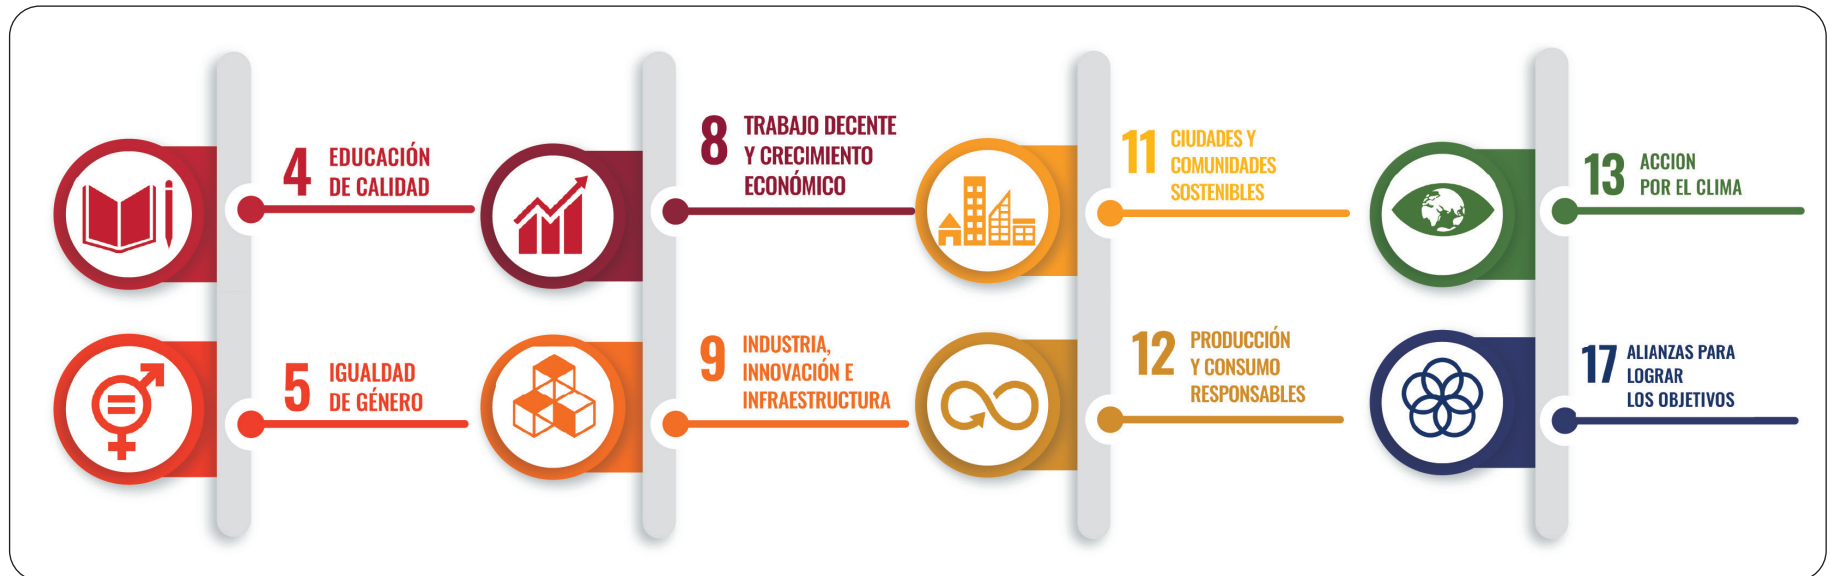 4
EDUCACIÓN
DE CALIDAD
5
IGUALDAD
DE GÉNERO
8
TRABAJO DECENTE
Y CRECIMIENTO
ECONÓMICO
9
INDUSTRIA,
INNOVACIÓN E
INFRAESTRUCTURA
11
CIUDADES Y
COMUNIDADES
SOSTENIBLES
12
PRODUCCIÓN
Y CONSUMO
RESPONSABLES
13
ACCION
POR EL CLIMA
17
ALIANZAS PARA
LOGRAR
LOS OBJETIVOS